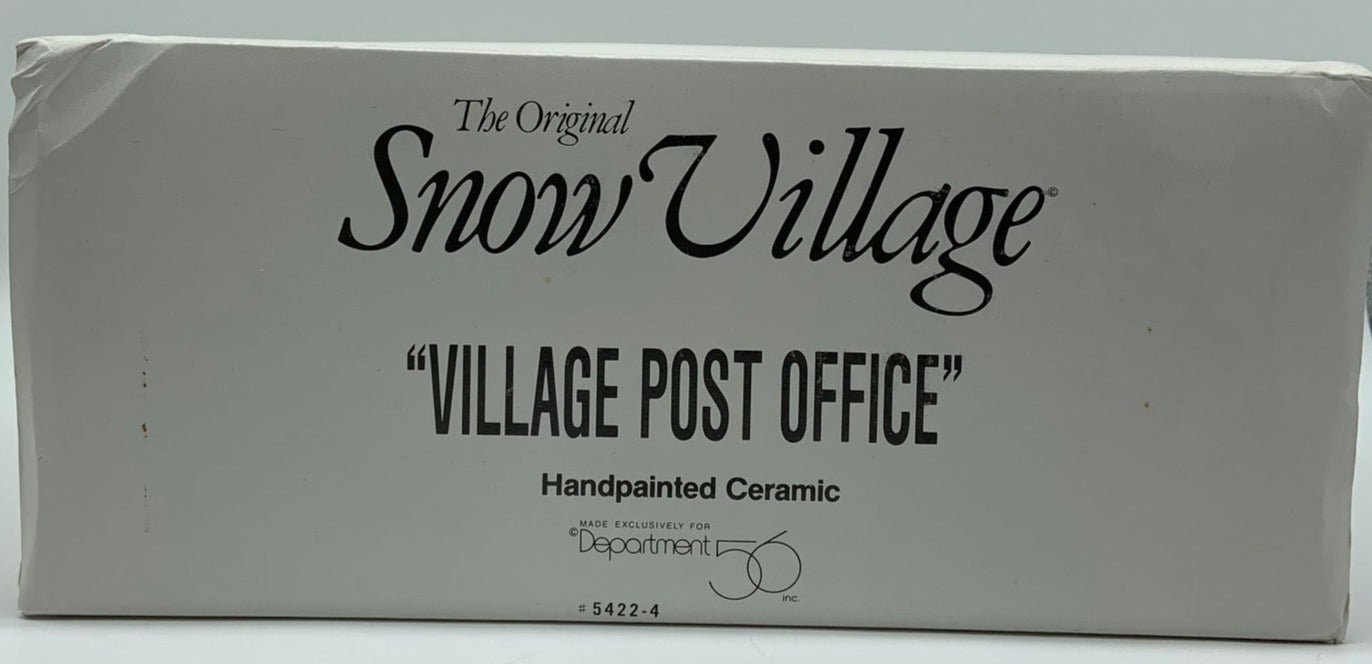 The Original
Snow Village©
"VILLAGE POST OFFICE"
Handpainted Ceramic
MADE EXCLUSIVELY FOR
©Department 56
inc.
# 5422-4